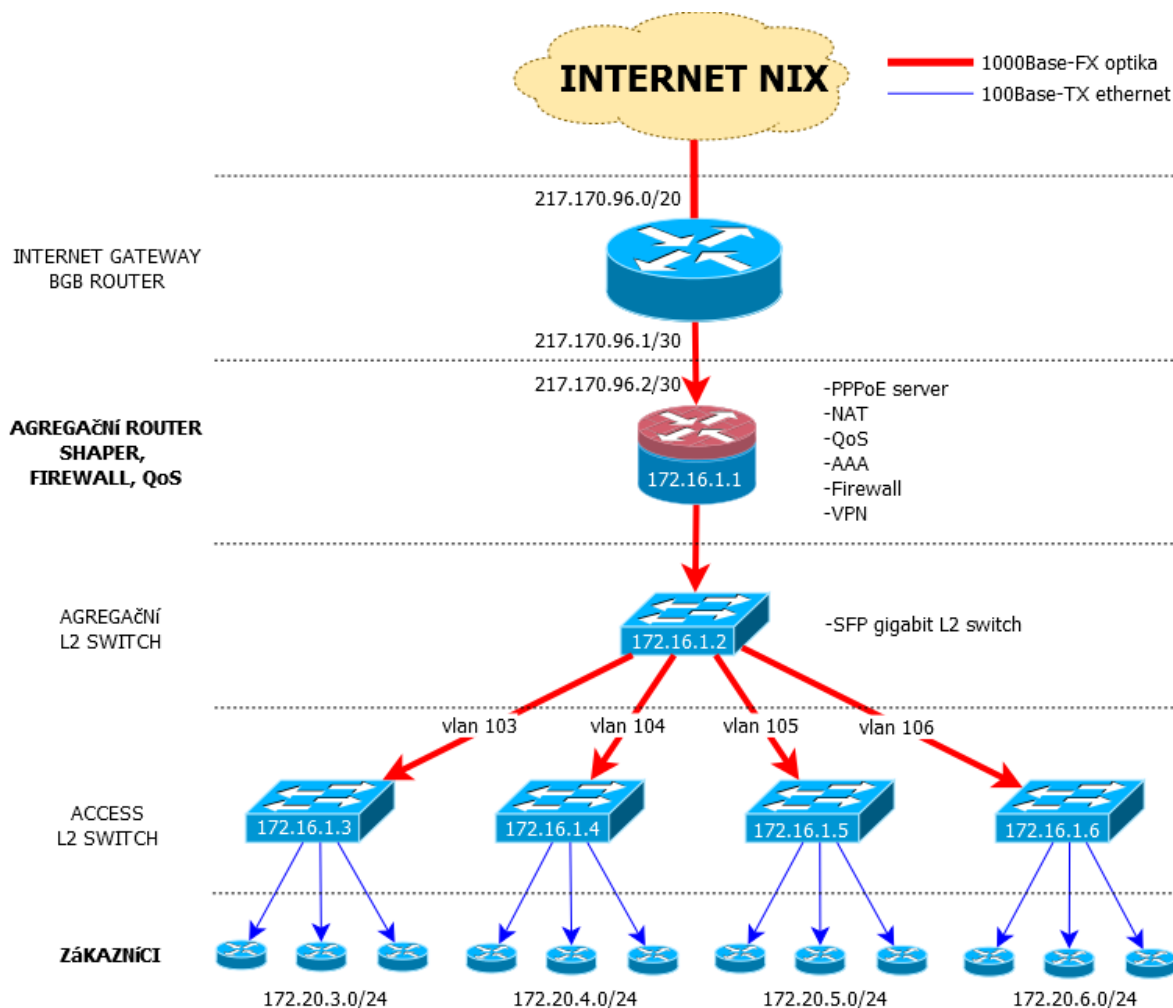 INTERNET NIX
1000Base-FX optika
100Base-TX ethernet
217.170.96.0/20
INTERNET GATEWAY
BGB ROUTER
217.170.96.1/30
217.170.96.2/30
AGREGAčNí ROUTER
SHAPER,
FIREWALL, QoS
172.16.1.1
-PPPoE server
-NAT
-QoS
-AAA
-Firewall
-VPN
AGREGAčNí
L2 SWITCH
172.16.1.2
-SFP gigabit L2 switch
vlan 103
vlan 104
vlan 105
vlan 106
ACCESS
L2 SWITCH
172.16.1.3
172.16.1.4
172.16.1.5
172.16.1.6
ZáKAZNíCI
172.20.3.0/24
172.20.4.0/24
172.20.5.0/24
172.20.6.0/24